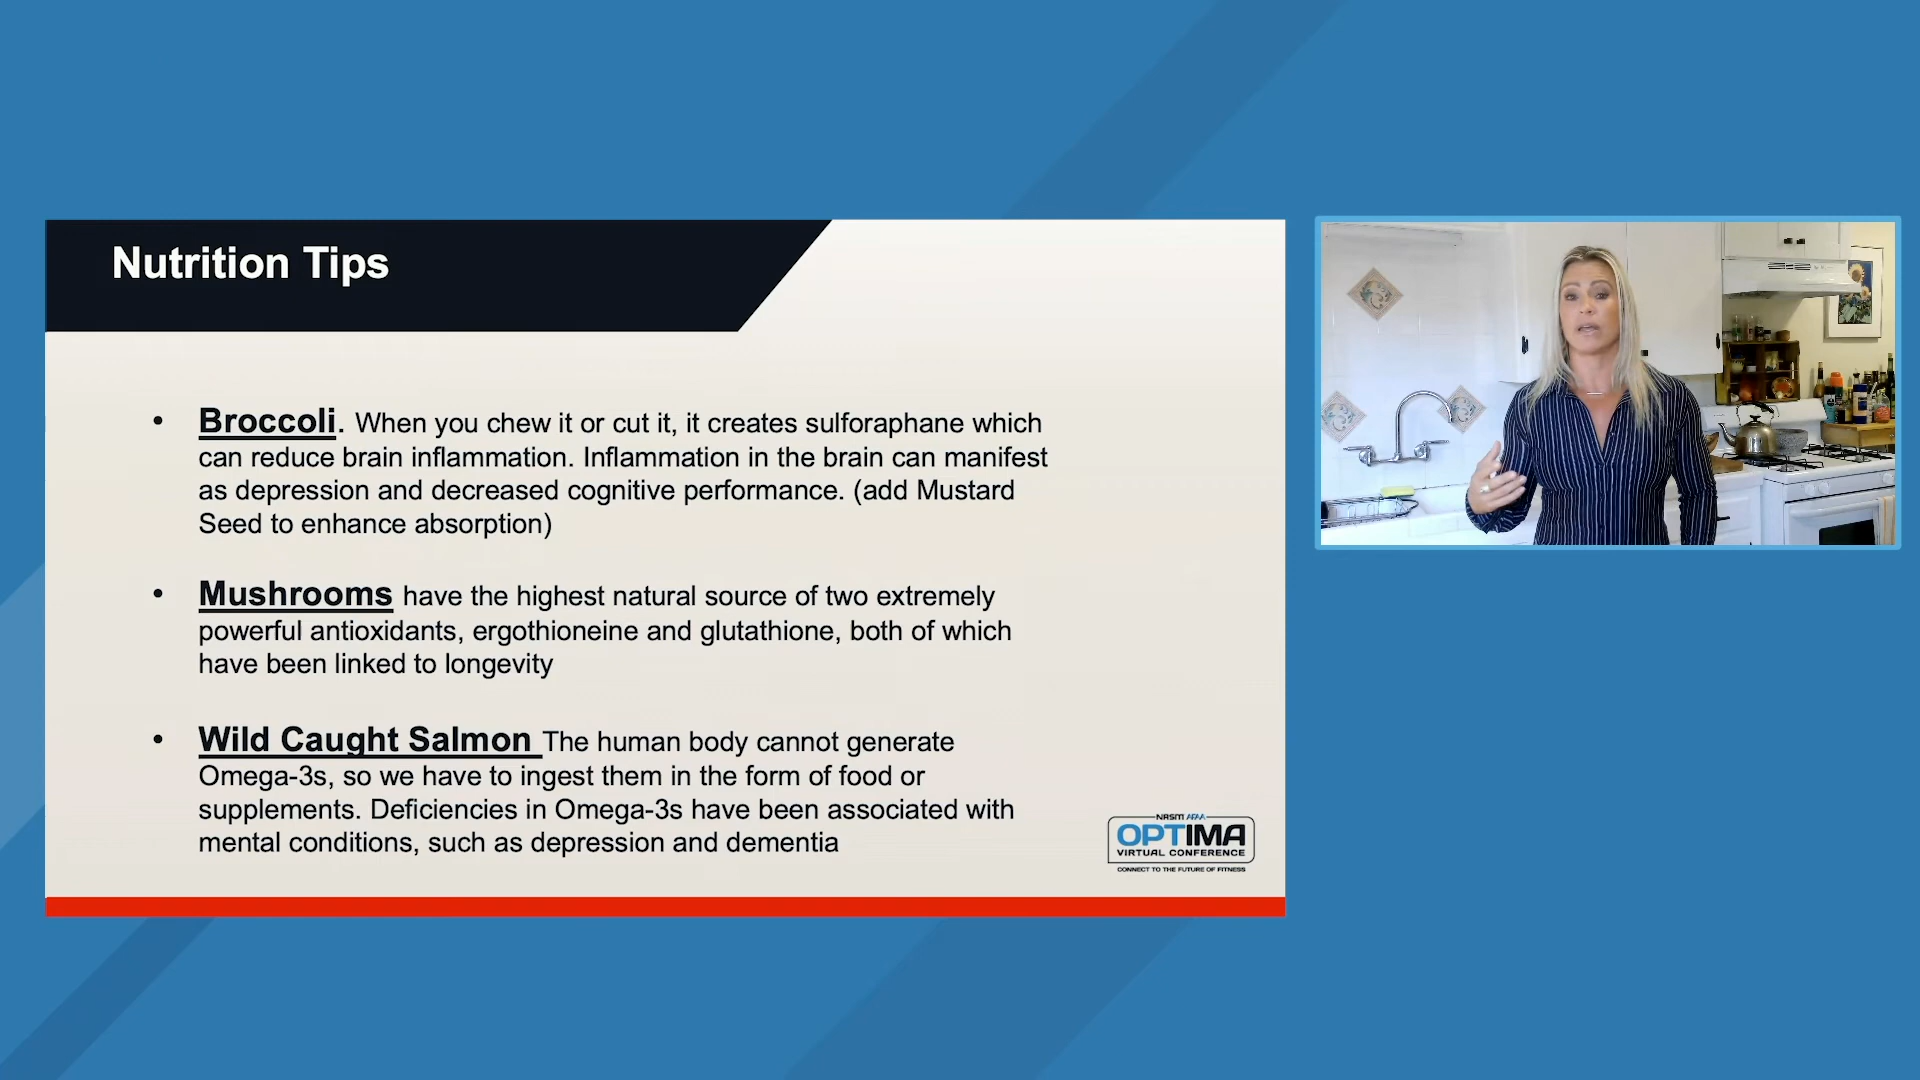 Nutrition Tips
• Broccoli. When you chew it or cut it, it creates sulforaphane which
can reduce brain inflammation. Inflammation in the brain can manifest
as depression and decreased cognitive performance. (add Mustard
Seed to enhance absorption)
• Mushrooms have the highest natural source of two extremely
powerful antioxidants, ergothioneine and glutathione, both of which
have been linked to longevity
• Wild Caught Salmon The human body cannot generate
Omega-3s, so we have to ingest them in the form of food or
supplements. Deficiencies in Omega-3s have been associated with
mental conditions, such as depression and dementia
NASM AFAA
OPTIMA
VIRTUAL CONFERENCE
CONNECT TO THE FUTURE OF FITNESS